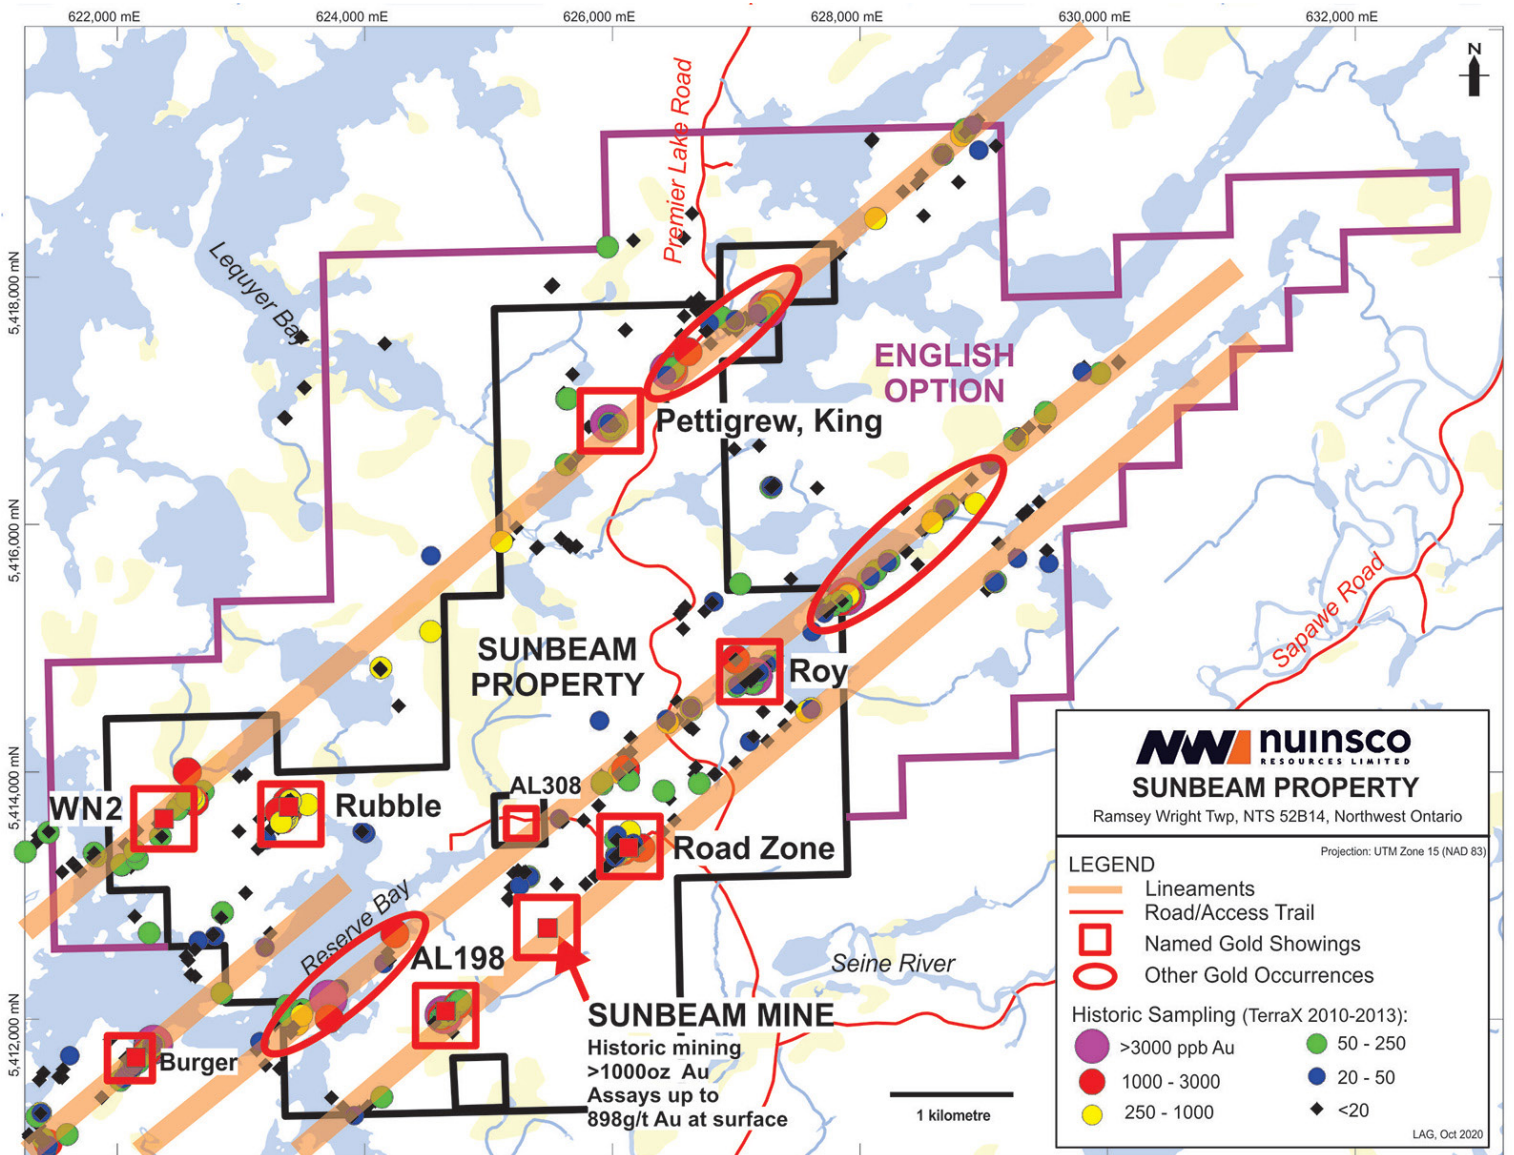 622,000 mE
624,000 mE
626,000 mE
628,000 mE
630,000 mE
632,000 mE
N
Premier Lake Road
Lequyer Bay
5,418,000 mN
ENGLISH
OPTION
Pettigrew, King
5,416,000 mN
Sapawe Road
SUNBEAM
PROPERTY
Roy
5,414,000 mN
WN2
Rubble
AL308
Road Zone
Reserve Bay
AL198
Seine River
5,412,000 mN
Burger
SUNBEAM MINE
Historic mining
>1000oz Au
Assays up to
898g/t Au at surface
1 kilometre
NW nuinsco
RESOURCES LIMITED
SUNBEAM PROPERTY
Ramsey Wright Twp, NTS 52B14, Northwest Ontario
Projection: UTM Zone 15 (NAD 83)
LEGEND
Lineaments
Road/Access Trail
Named Gold Showings
Other Gold Occurrences
Historic Sampling (TerraX 2010-2013):
>3000 ppb Au
50 - 250
1000 - 3000
20 - 50
250 - 1000
<20
LAG, Oct 2020